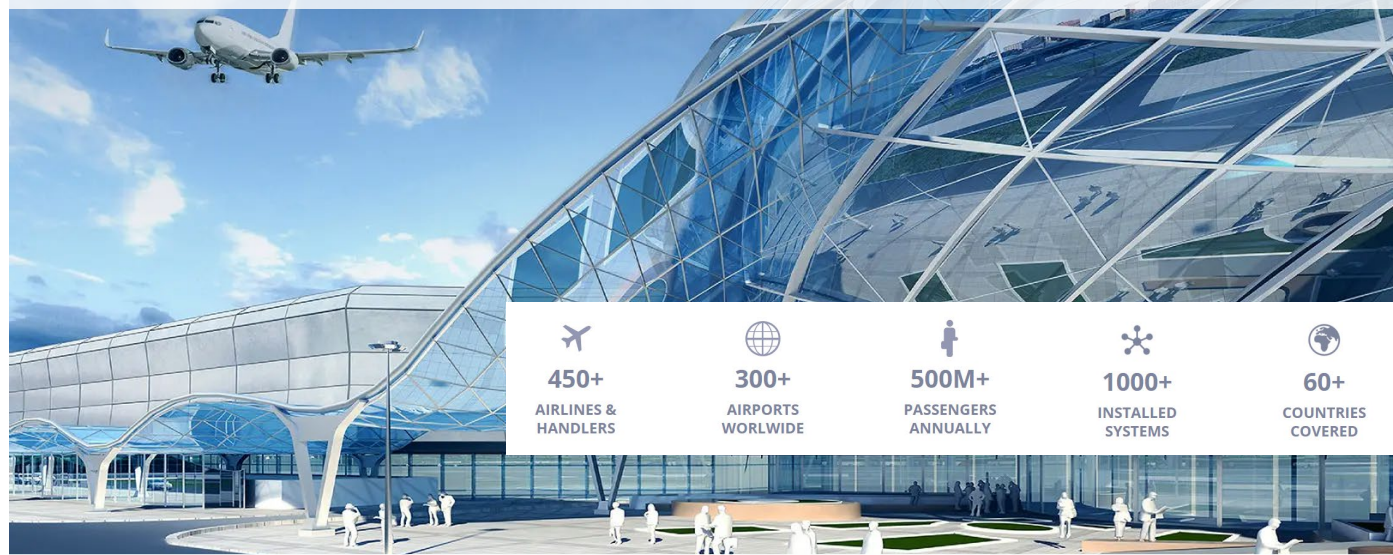 450+
AIRLINES &
HANDLERS
300+
AIRPORTS
WORLWIDE
500M+
PASSENGERS
ANNUALLY
1000+
INSTALLED
SYSTEMS
60+
COUNTRIES
COVERED